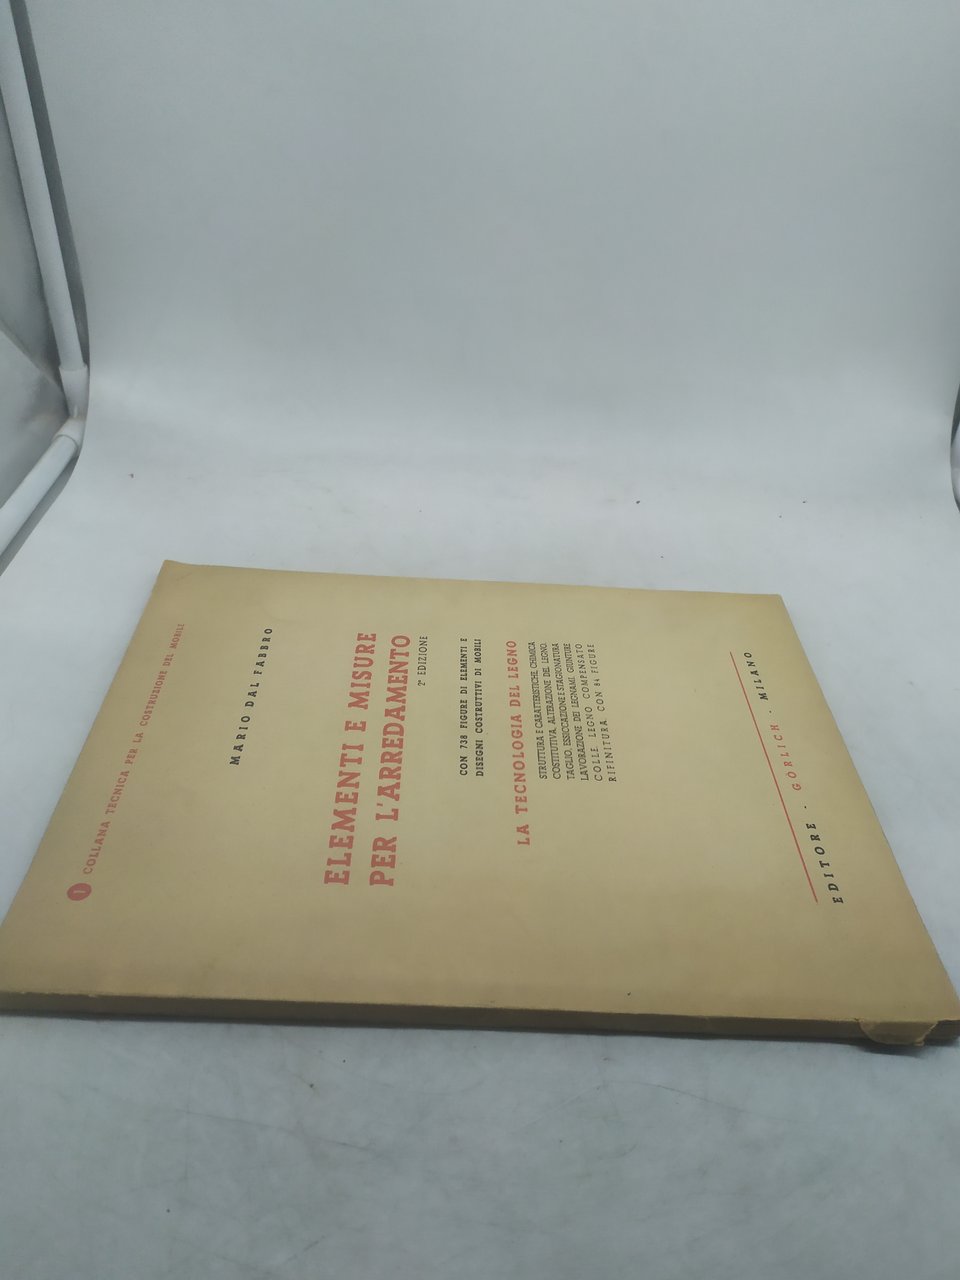 1 COLLANA TECNICA PER LA COSTRUZIONE DEL MOBILE
MARIO DAL FABBRO
ELEMENTI E MISURE
PER L'ARREDAMENTO
2ª EDIZIONE
CON 738 FIGURE DI ELEMENTI E
DISEGNI COSTRUTTIVI DI MOBILI
LA TECNOLOGIA DEL LEGNO
STRUTTURA E CARATTERISTICHE, CHIMICA
COSTITUTIVA, ALTERAZIONE DEL LEGNO.
TAGLIO, ESSICCAZIONE E STAGIONATURA
LAVORAZIONE DEI LEGNAMI, GIUNTURE
COLLE, LEGNO COMPENSATO
RIFINITURA CON 84 FIGURE
EDITORE · GÖRLICH · MILANO